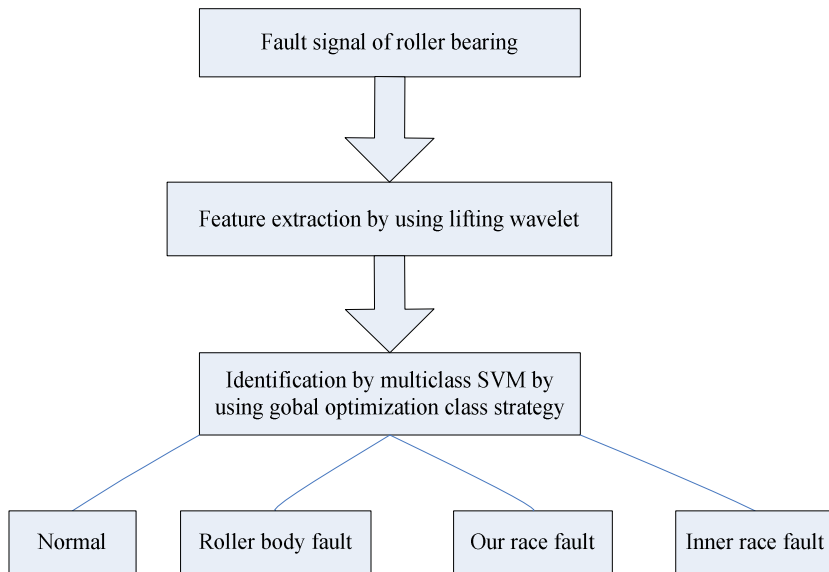 Fault signal of roller bearing
Feature extraction by using lifting wavelet
Identification by multiclass SVM by
using gobal optimization class strategy
Normal
Roller body fault
Our race fault
Inner race fault